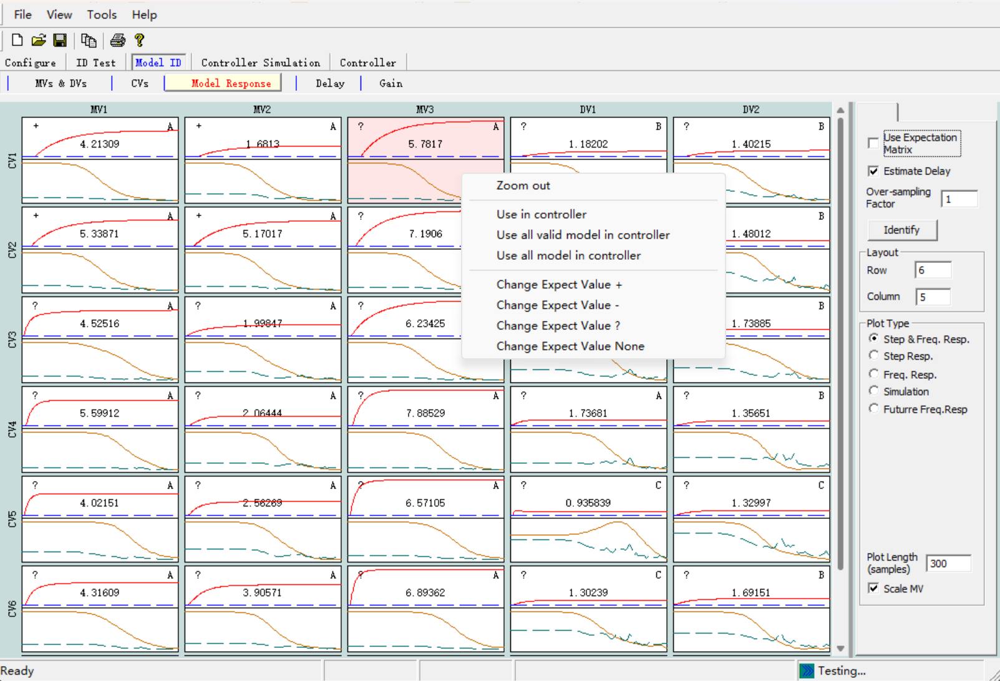 File View Tools Help
Configure ID Test Model ID Controller Simulation Controller
MVs & DVs CVs Model Response Delay Gain
MV1 MV2 MV3 DV1 DV2
CV1
+ A + A ? A ? B ? B
4.21309 1.6813 5.7817 1.18202 1.40215
CV2
+ A + A ? B
5.33871 5.17017 7.1906 1.48012
CV3
? A ? A ? B
4.52516 1.99847 6.23425 1.73885
CV4
? A ? A ? A ? A ? B
5.59912 2.06444 7.88529 1.73681 1.35651
CV5
? A ? A ? A ? C ? C
4.02151 2.56269 6.57105 0.935839 1.32997
CV6
? A ? A ? A ? C ? B
4.31609 3.90571 6.89362 1.30239 1.69151
Zoom out
Use in controller
Use all valid model in controller
Use all model in controller
Change Expect Value +
Change Expect Value -
Change Expect Value ?
Change Expect Value None
Use Expectation
Matrix
Estimate Delay
Over-sampling
Factor 1
Identify
Layout
Row 6
Column 5
Plot Type
Step & Freq. Resp.
Step Resp.
Freq. Resp.
Simulation
Futurre Freq.Resp
Plot Length
(samples) 300
Scale MV
Ready Testing...